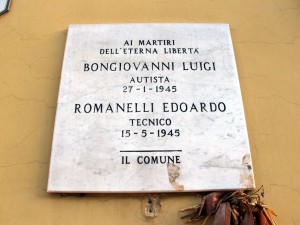 AI MARTIRI
DELL'ETERNA LIBERTÀ
BONGIOVANNI LUIGI
AUTISTA
27-1-1945
ROMANELLI EDOARDO
TECNICO
15-5-1945
IL COMUNE